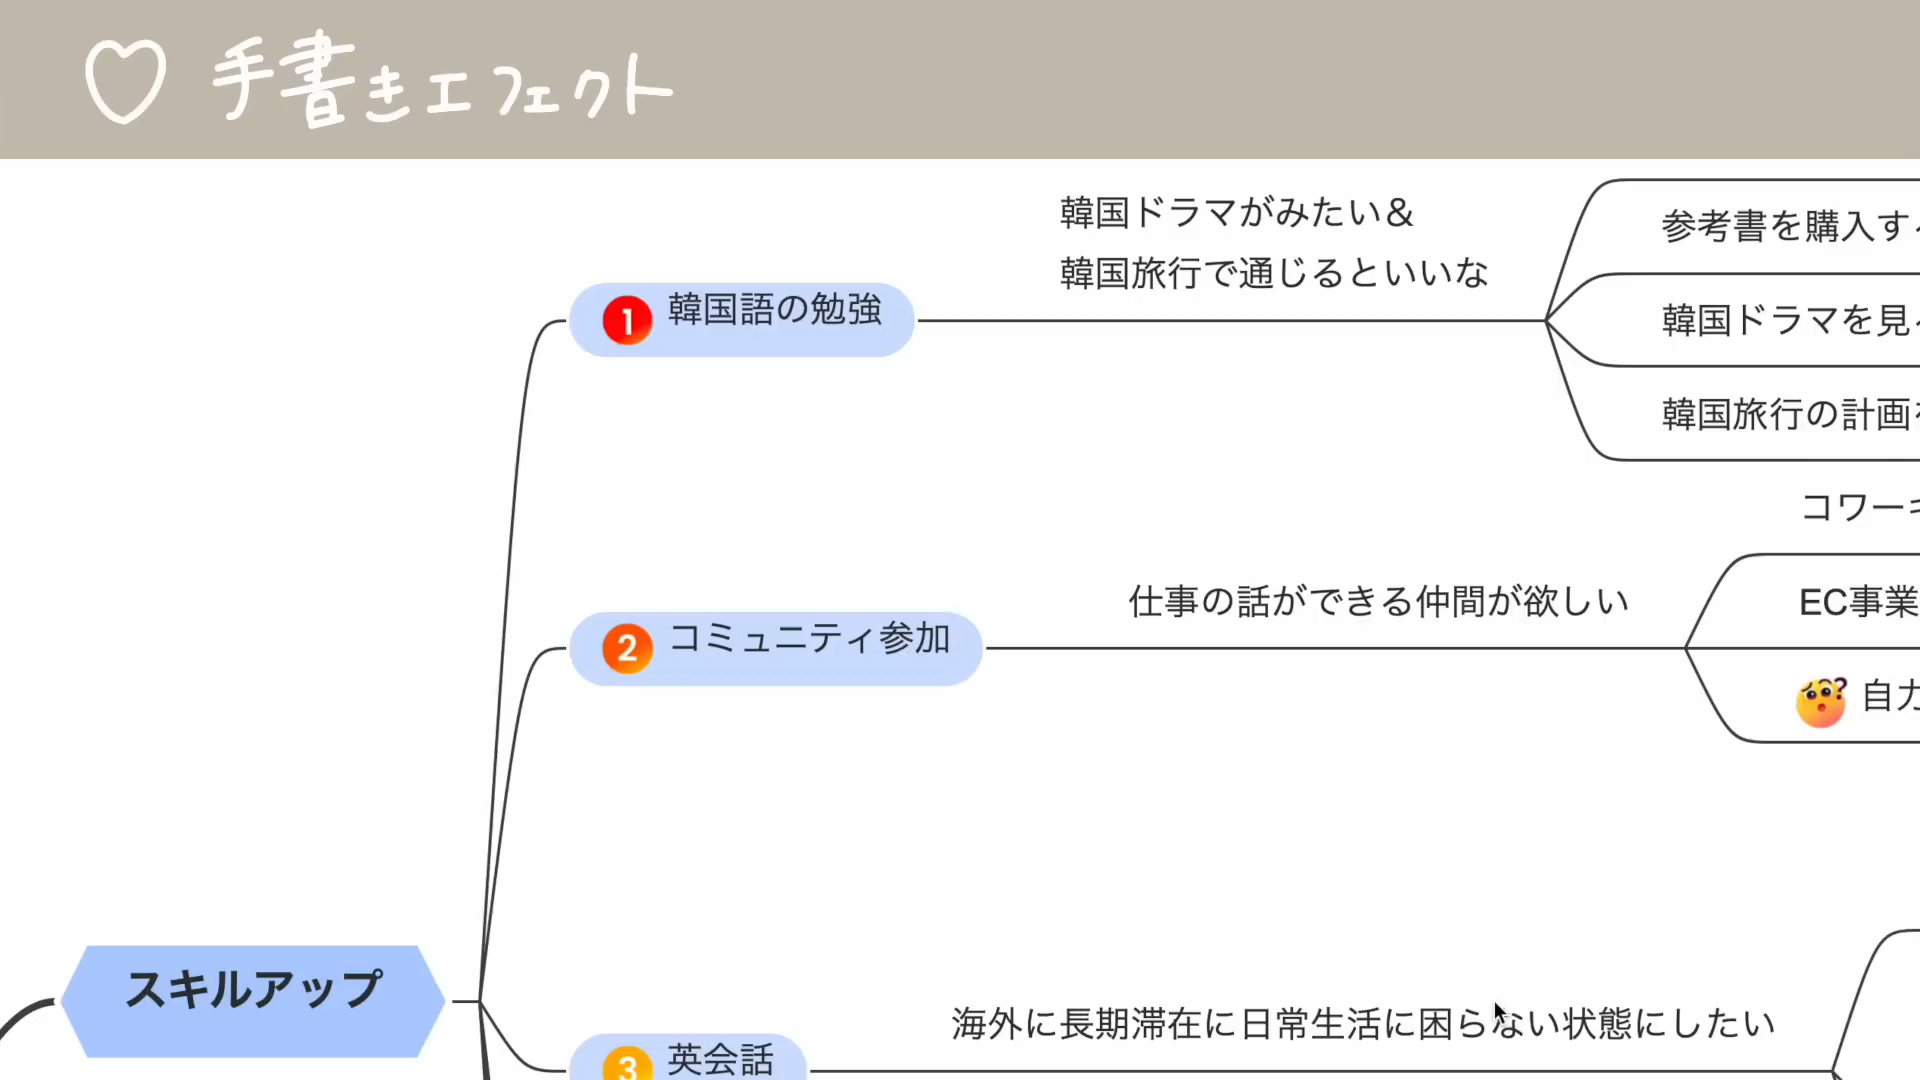 手書きエフェクト
韓国ドラマがみたい＆
韓国旅行で通じるといいな
1 韓国語の勉強
参考書を購入す
韓国ドラマを見
韓国旅行の計画
コワー
仕事の話ができる仲間が欲しい
2 コミュニティ参加
EC事業
自力
スキルアップ
海外に長期滞在に日常生活に困らない状態にしたい
3 英会話